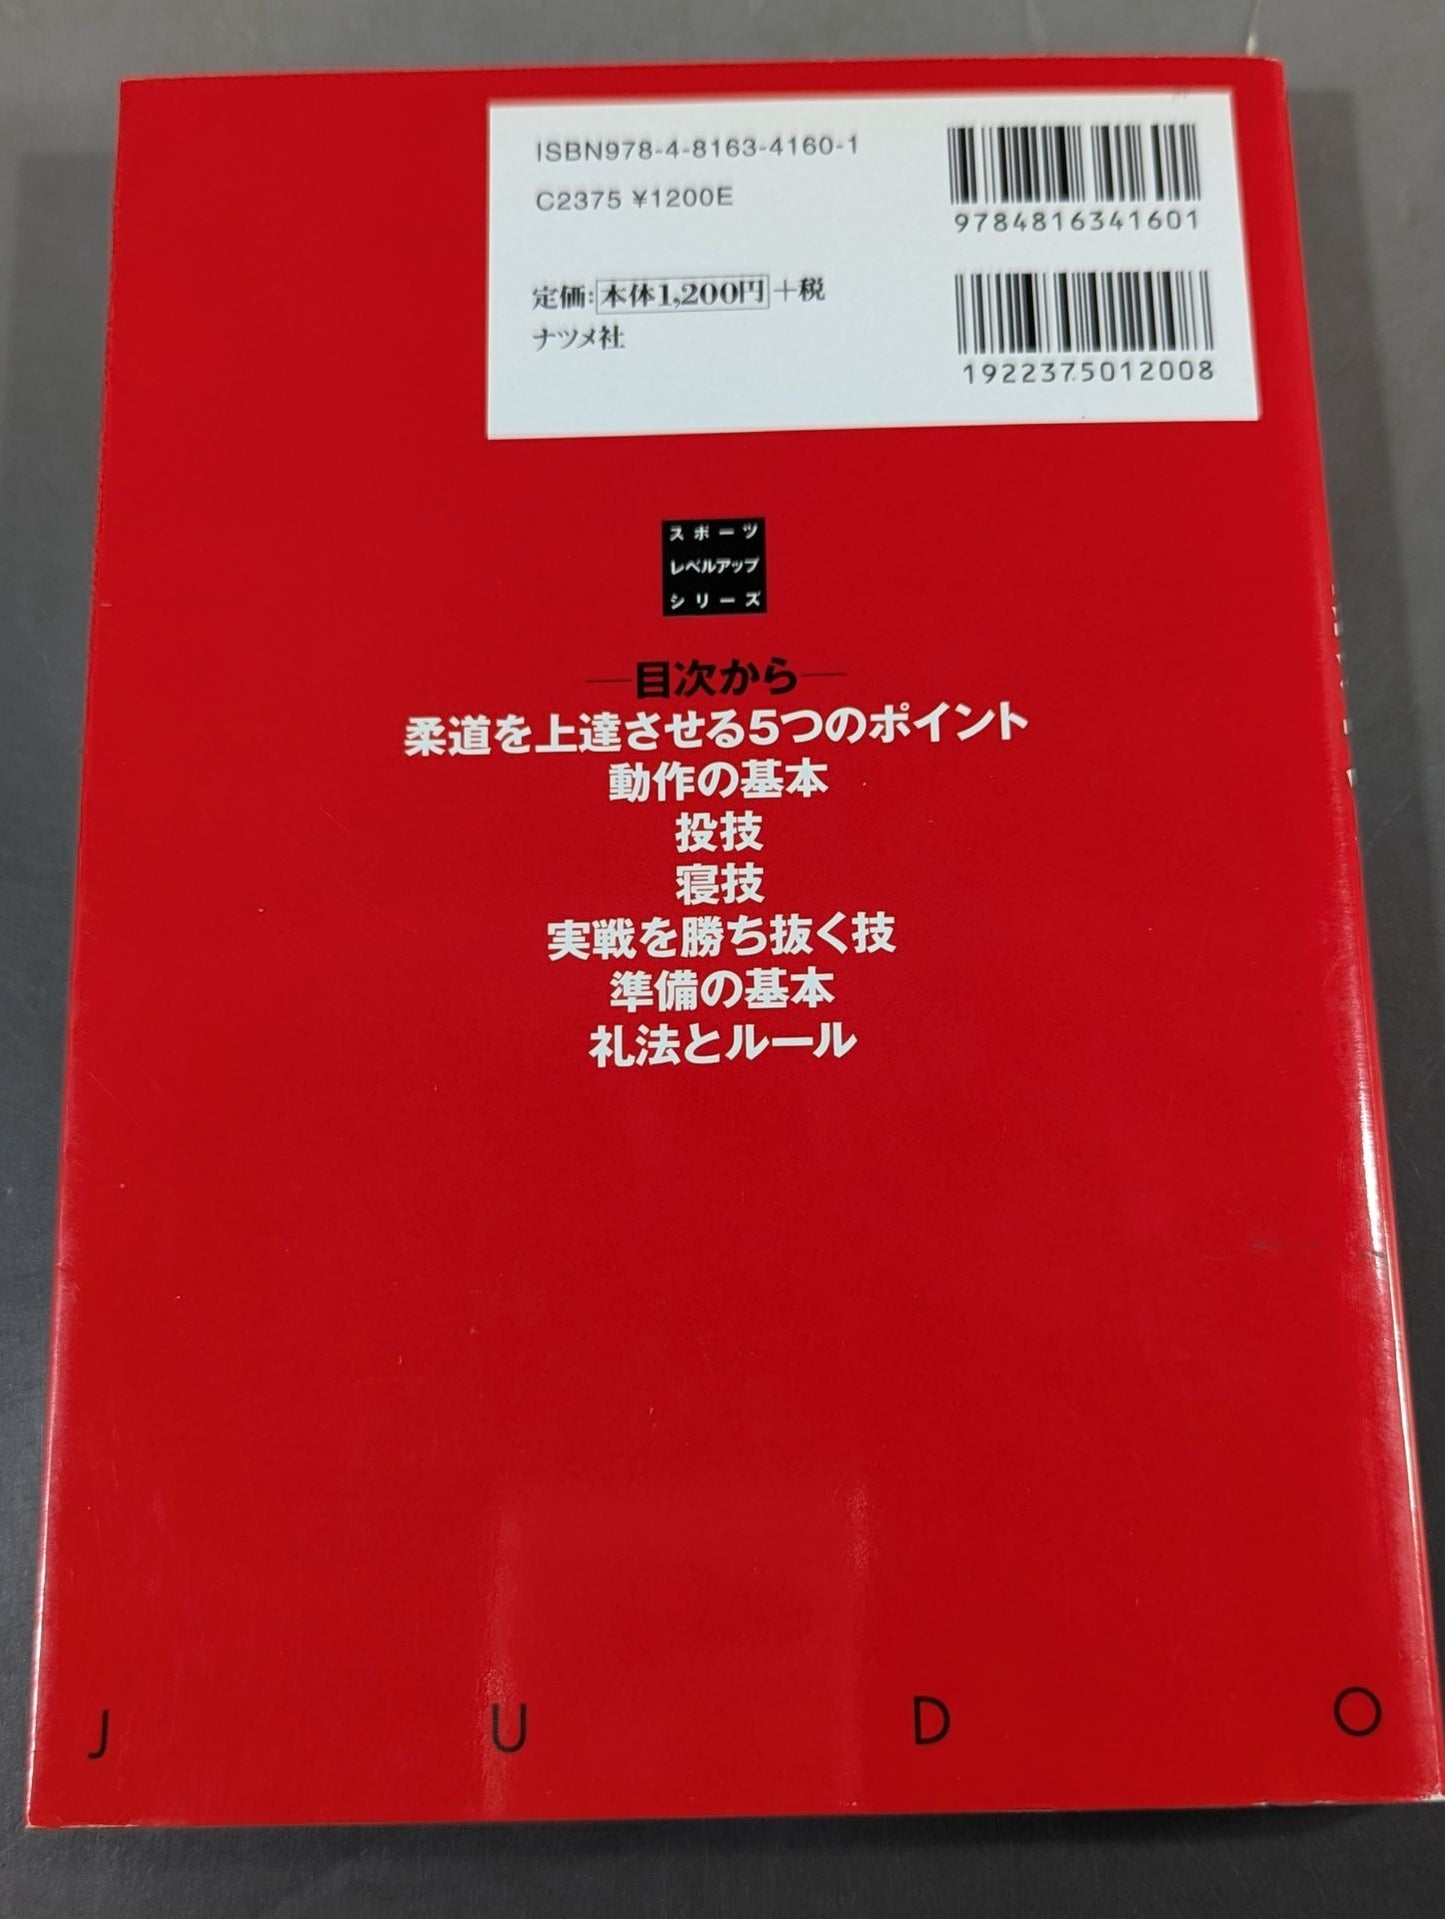 ISBN978-4-8163-4160-1
C2375 ¥1200E
9784816341601
定価:本体1,200円+税
ナツメ社
1922375012008
スポーツ
レベルアップ
シリーズ
―目次から―
柔道を上達させる5つのポイント
動作の基本
投技
寝技
実戦を勝ち抜く技
準備の基本
礼法とルール
J U D O